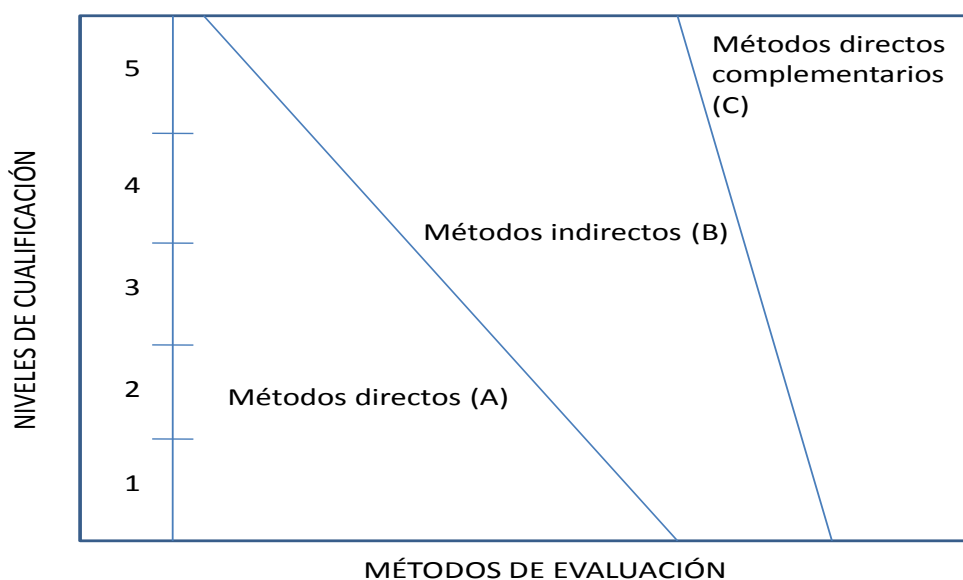 Métodos directos
complementarios
(C)
5
4
Métodos indirectos (B)
3
2
Métodos directos (A)
1
NIVELES DE CUALIFICACIÓN
MÉTODOS DE EVALUACIÓN